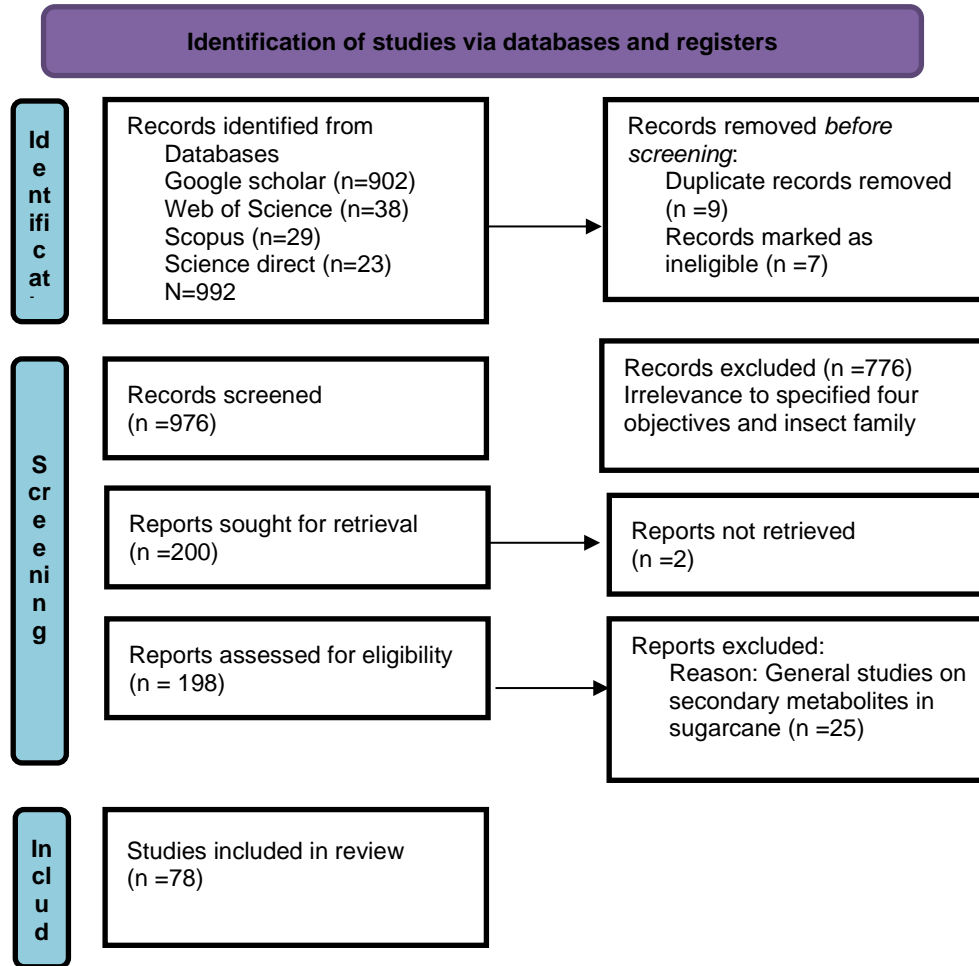 Identification of studies via databases and registers
Id
e
ntif
ic
at
Records identified from
Databases
Google scholar (n=902)
Web of Science (n=38)
Scopus (n=29)
Science direct (n=23)
N=992
Records removed before
screening:
Duplicate records removed
(n =9)
Records marked as
ineligible (n =7)
S
cr
e
e
ni
n
g
Records screened
(n =976)
Records excluded (n =776)
Irrelevance to specified four
objectives and insect family
Reports sought for retrieval
(n =200)
Reports not retrieved
(n =2)
Reports assessed for eligibility
(n = 198)
Reports excluded:
Reason: General studies on
secondary metabolites in
sugarcane (n =25)
In
cl
u
d
Studies included in review
(n =78)